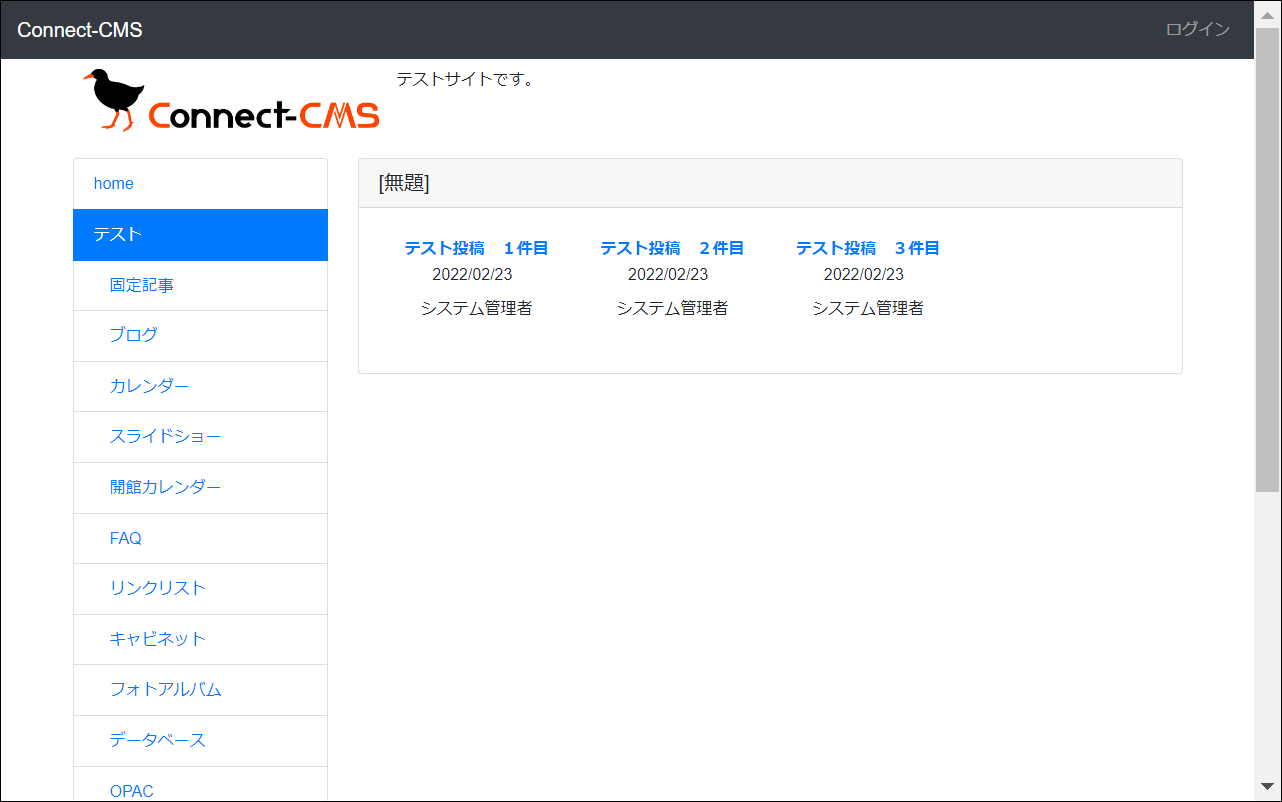 Connect-CMS
ログイン
Connect-CMS
テストサイトです。
home
テスト
固定記事
ブログ
カレンダー
スライドショー
開館カレンダー
FAQ
リンクリスト
キャビネット
フォトアルバム
データベース
OPAC
[無題]
テスト投稿　１件目
2022/02/23
システム管理者
テスト投稿　２件目
2022/02/23
システム管理者
テスト投稿　３件目
2022/02/23
システム管理者